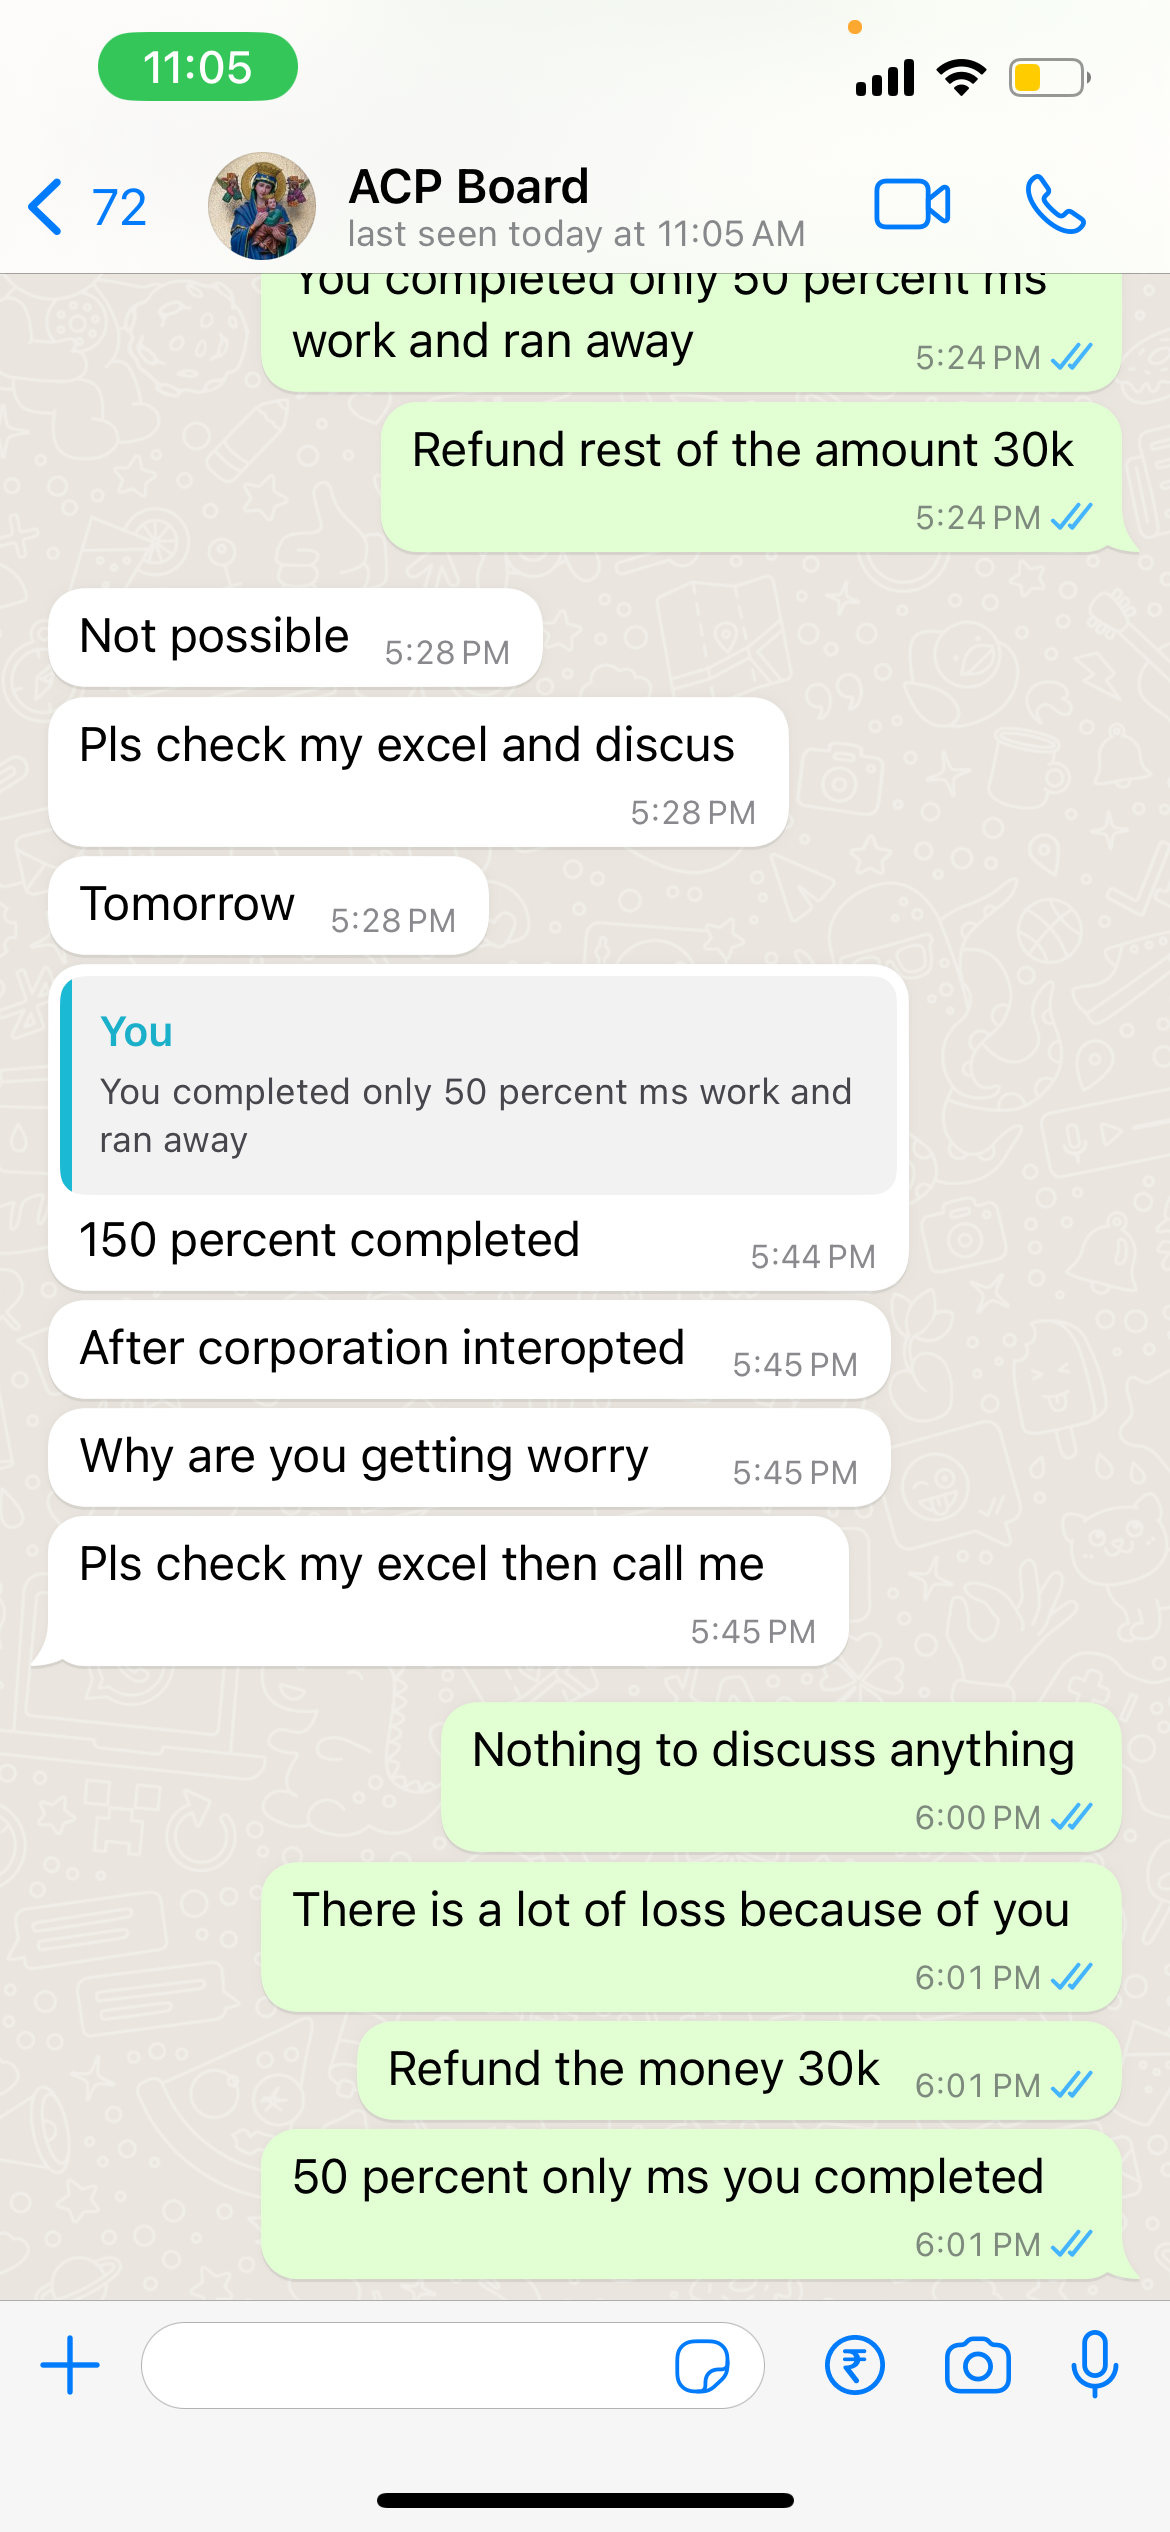 11:05
72
ACP Board
last seen today at 11:05 AM
You completed only 50 percent ms
work and ran away
5:24 PM
Refund rest of the amount 30k
5:24 PM
Not possible 5:28 PM
Pls check my excel and discus
5:28 PM
Tomorrow 5:28 PM
You
You completed only 50 percent ms work and
ran away
150 percent completed 5:44 PM
After corporation interopted 5:45 PM
Why are you getting worry 5:45 PM
Pls check my excel then call me
5:45 PM
Nothing to discuss anything
6:00 PM
There is a lot of loss because of you
6:01 PM
Refund the money 30k 6:01 PM
50 percent only ms you completed
6:01 PM
₹